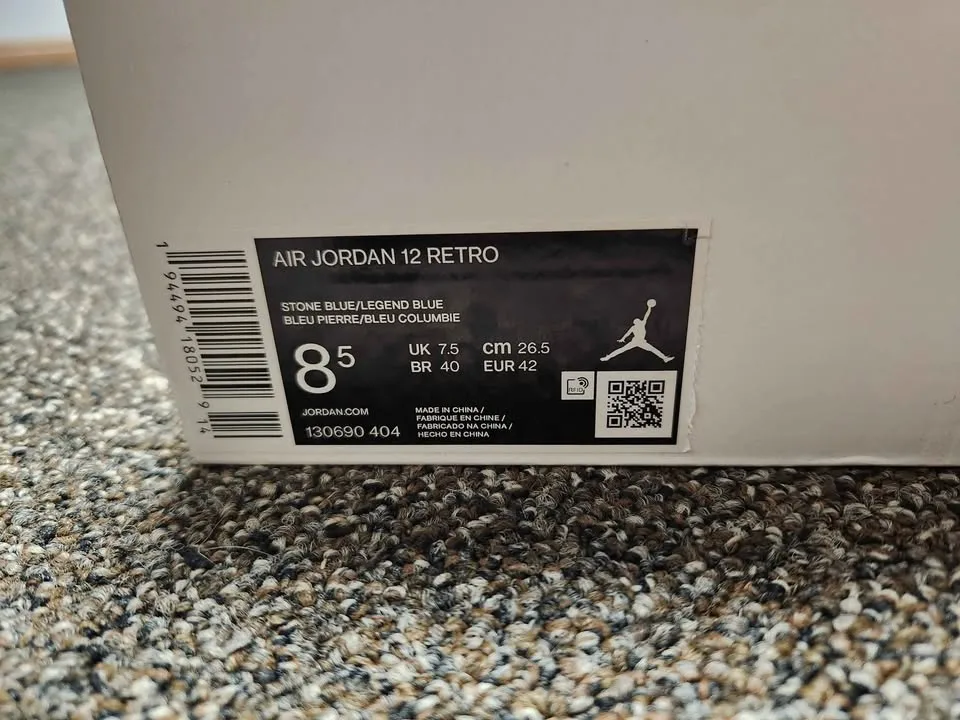 AIR JORDAN 12 RETRO
STONE BLUE/LEGEND BLUE
BLEU PIERRE/BLEU COLUMBIE
8⁵
UK 7.5 cm 26.5
BR 40 EUR 42
RFID
JORDAN.COM
130690 404
MADE IN CHINA /
FABRIQUE EN CHINE /
FABRICADO NA CHINA /
HECHO EN CHINA
1 94494 18052 9 14